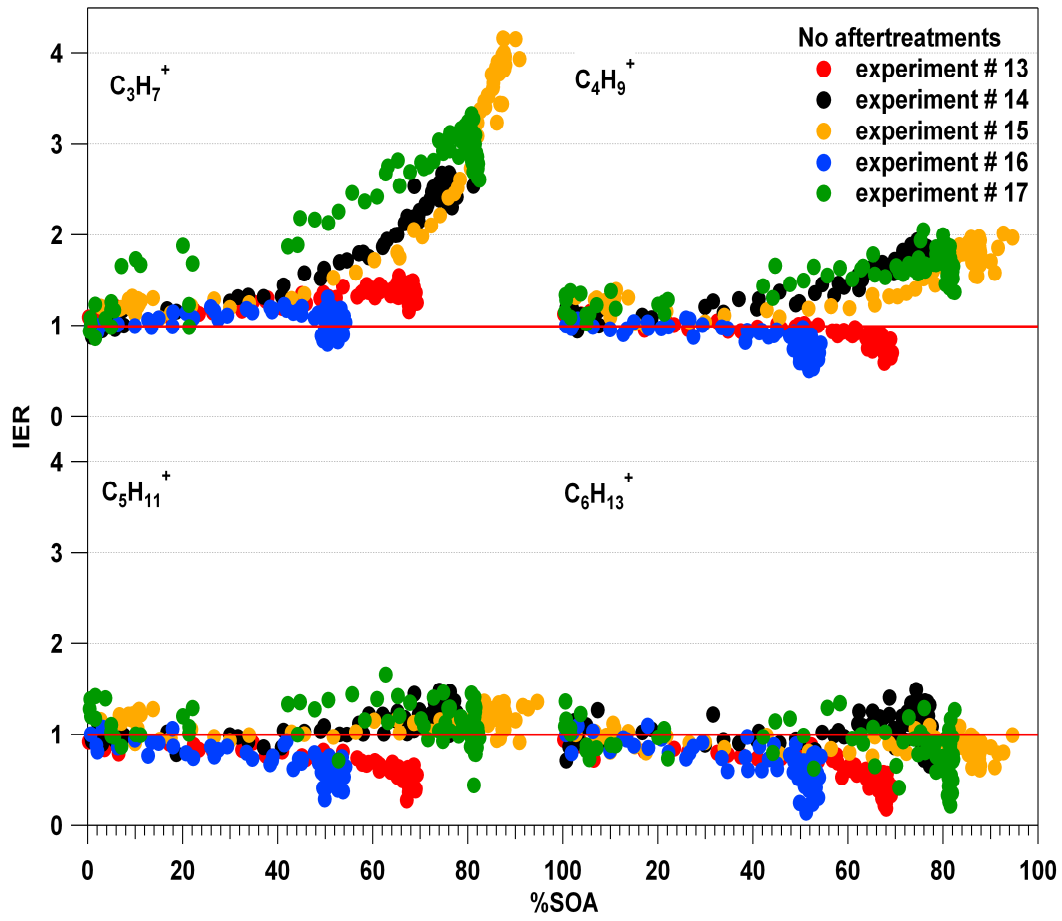 No aftertreatments
experiment # 13
experiment # 14
experiment # 15
experiment # 16
experiment # 17
C3H7+
C4H9+
4
3
2
1
0
IER
C5H11+
C6H13+
4
3
2
1
0
0 20 40 60 80 100 20 40 60 80 100
%SOA